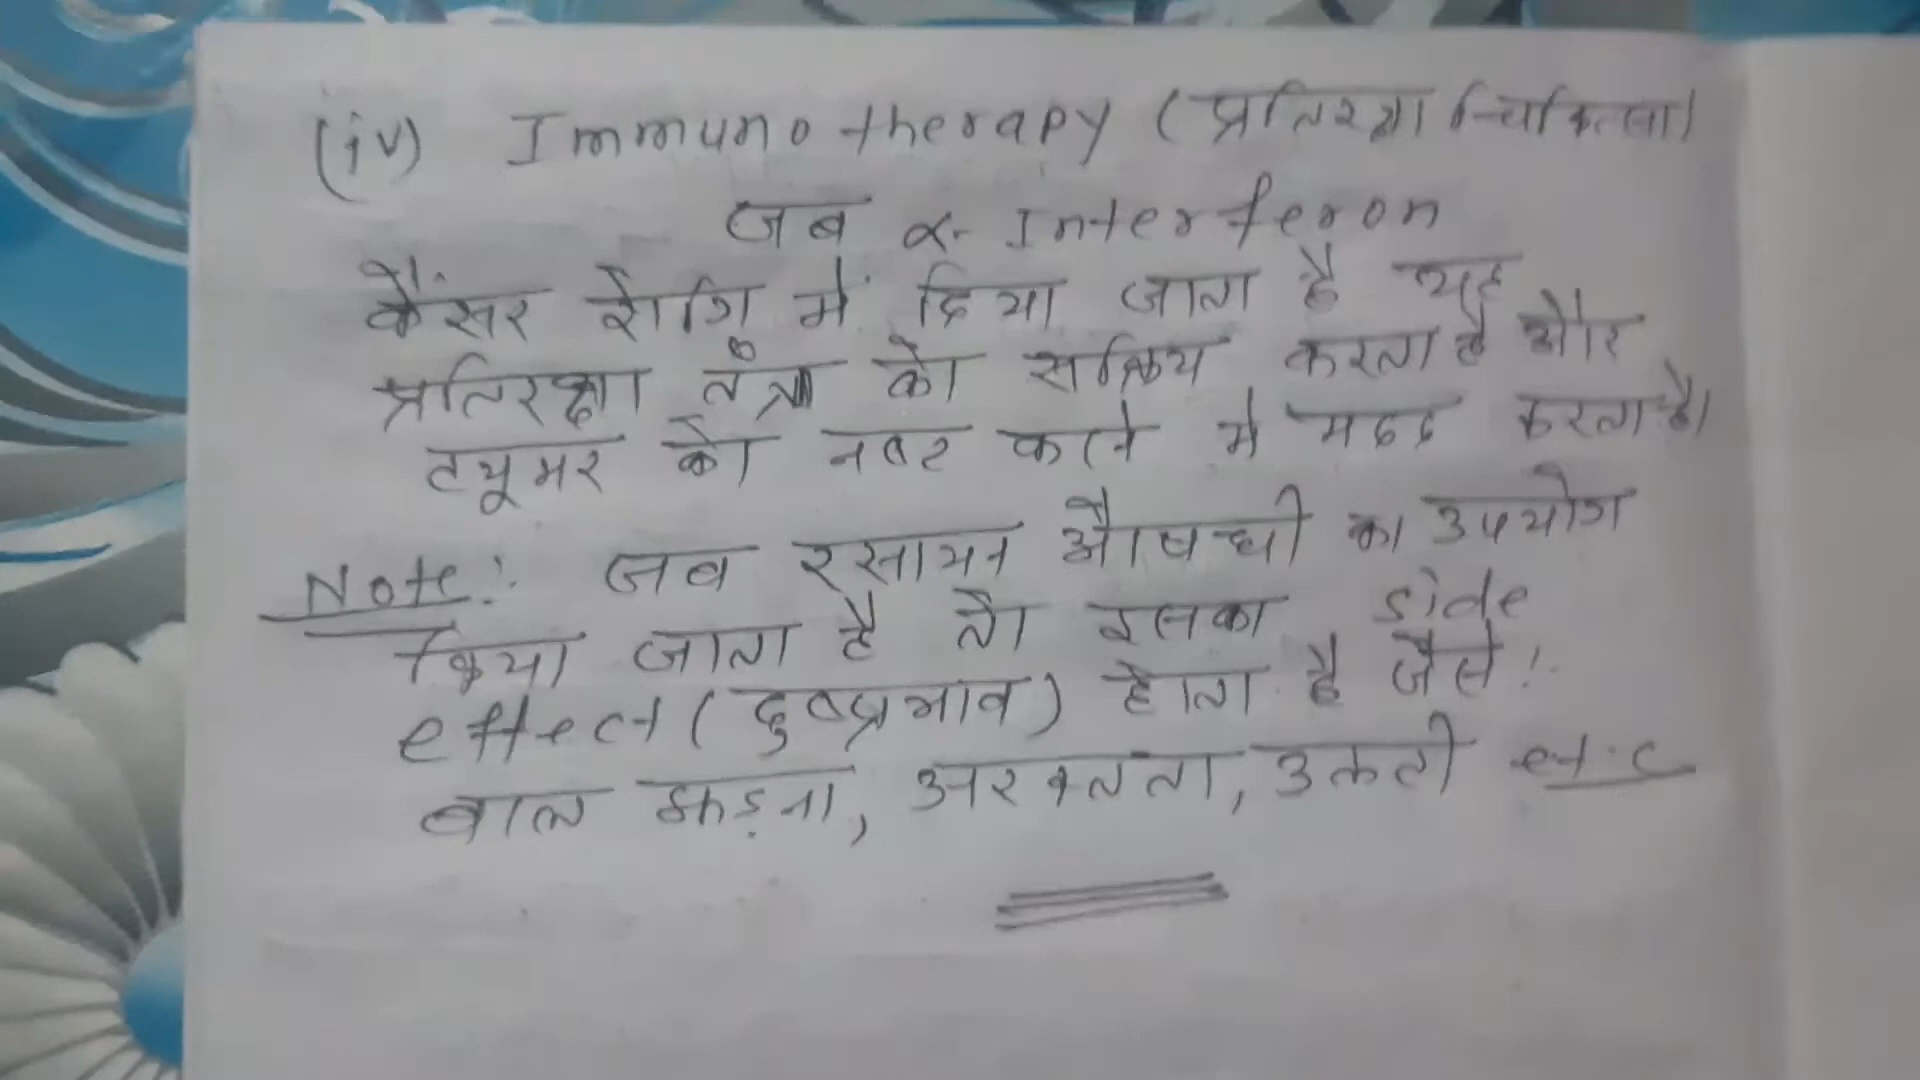 (iv) Immunotherapy (प्रतिरक्षा चिकित्सा)
जब α- Interferon
कैंसर रोगि में दिया जाता है यह
प्रतिरक्षा तंत्र को सक्रिय करता है और
ट्यूमर को नष्ट करने मे मदद करता है।
Note: जब रसायन औषधी का उपयोग
किया जाता है तो इसका side
effect (दुष्प्रभाव) होता है जैसे:
बाल झड़ना, अरक्तता, उल्टी et.c